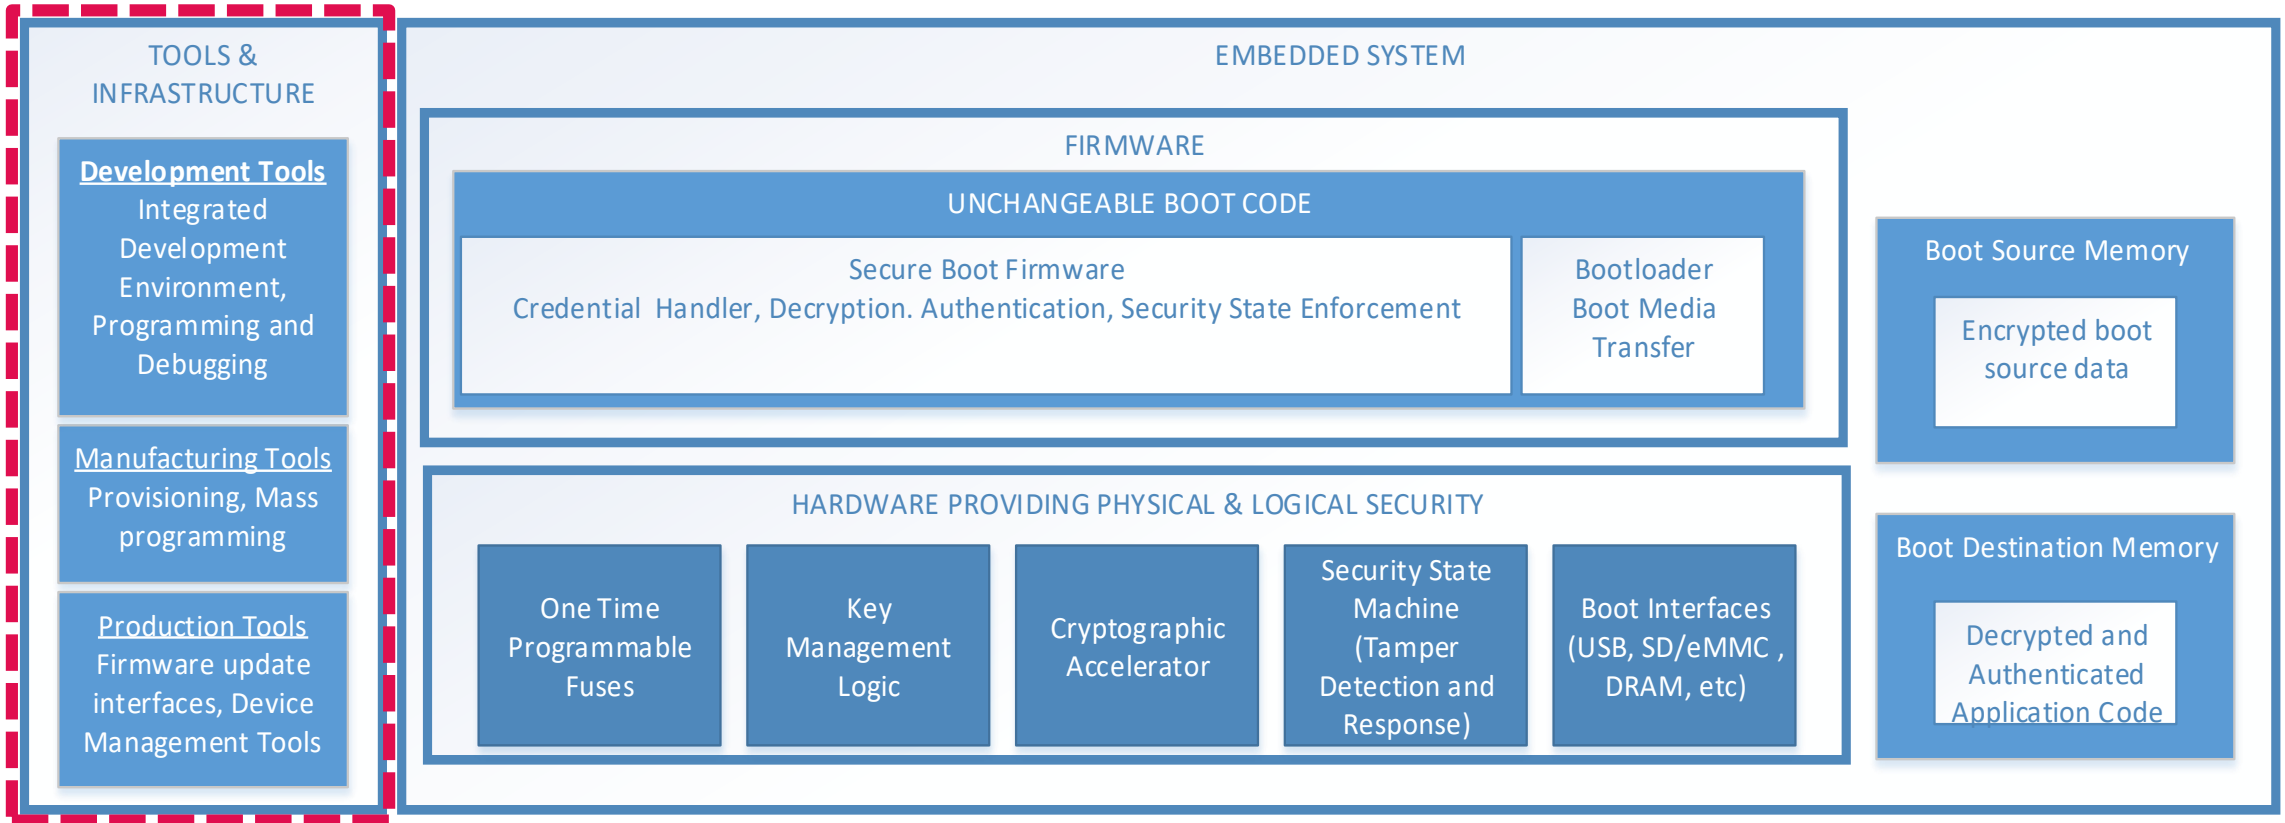 TOOLS &
INFRASTRUCTURE
Development Tools
Integrated
Development
Environment,
Programming and
Debugging
Manufacturing Tools
Provisioning, Mass
programming
Production Tools
Firmware update
interfaces, Device
Management Tools
EMBEDDED SYSTEM
FIRMWARE
UNCHANGEABLE BOOT CODE
Secure Boot Firmware
Credential Handler, Decryption. Authentication, Security State Enforcement
Bootloader
Boot Media
Transfer
HARDWARE PROVIDING PHYSICAL & LOGICAL SECURITY
One Time
Programmable
Fuses
Key
Management
Logic
Cryptographic
Accelerator
Security State
Machine
(Tamper
Detection and
Response)
Boot Interfaces
(USB, SD/eMMC ,
DRAM, etc)
Boot Source Memory
Encrypted boot
source data
Boot Destination Memory
Decrypted and
Authenticated
Application Code